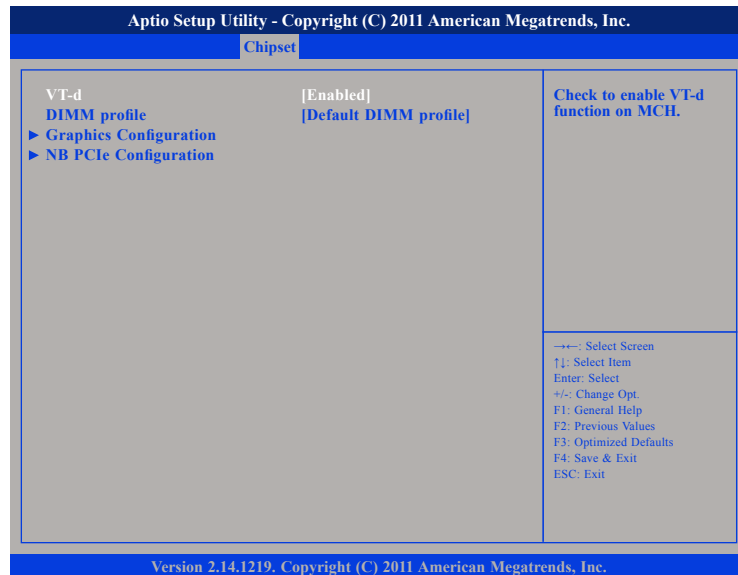 Aptio Setup Utility - Copyright (C) 2011 American Megatrends, Inc.
Chipset
VT-d [Enabled]
DIMM profile [Default DIMM profile]
► Graphics Configuration
► NB PCIe Configuration
Check to enable VT-d
function on MCH.
→←: Select Screen
↑↓: Select Item
Enter: Select
+/-: Change Opt.
F1: General Help
F2: Previous Values
F3: Optimized Defaults
F4: Save & Exit
ESC: Exit
Version 2.14.1219. Copyright (C) 2011 American Megatrends, Inc.